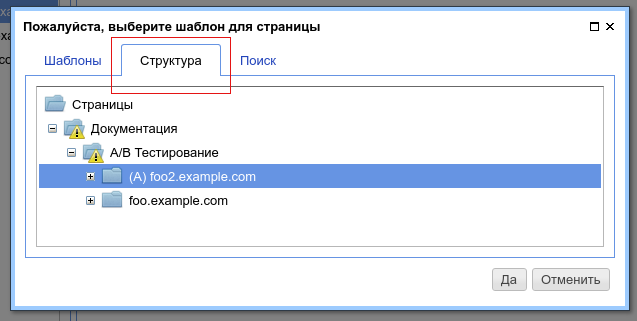 Пожалуйста, выберите шаблон для страницы
Шаблоны Структура Поиск
Страницы
Документация
А/В Тестирование
(А) foo2.example.com
foo.example.com
Да Отменить